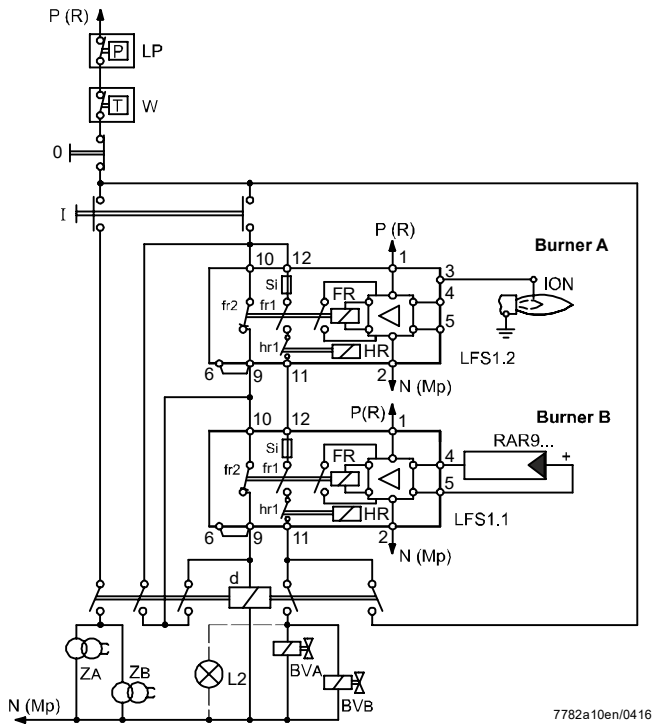 P (R)
P LP
T W
0
I
P (R)
Burner A
10 12 1 3
Si FR 4 ION
fr2 fr1 5
hr1 HR
LFS1.2
6 9 11 2
N (Mp)
P(R)
Burner B
10 12 1
RAR9...
Si FR 4 +
fr2 fr1 5
hr1 HR
LFS1.1
6 9 11 2
N (Mp)
d
ZA ZB L2 BVA
BVB
N (Mp)
7782a10en/0416